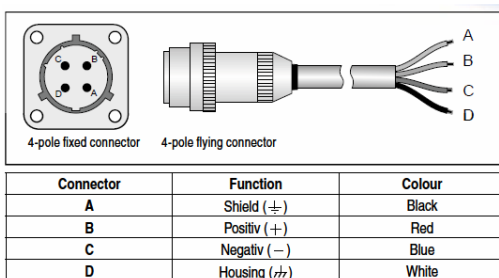 A
B
C
D
C B
D A
4-pole fixed connector 4-pole flying connector
Connector Function Colour
A Shield (⏚) Black
B Positiv (+) Red
C Negativ (−) Blue
D Housing (⏛) White